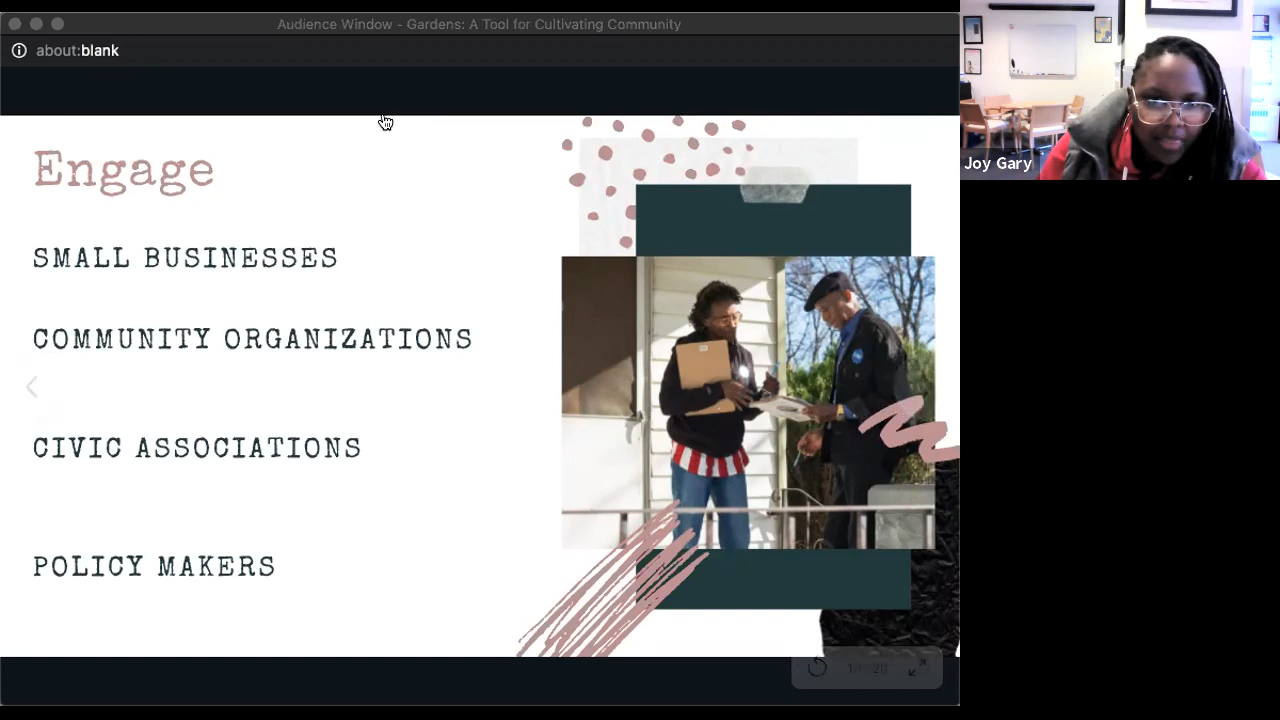 Audience Window - Gardens: A Tool for Cultivating Community
about:blank
Joy Gary
Engage
SMALL BUSINESSES
COMMUNITY ORGANIZATIONS
CIVIC ASSOCIATIONS
POLICY MAKERS